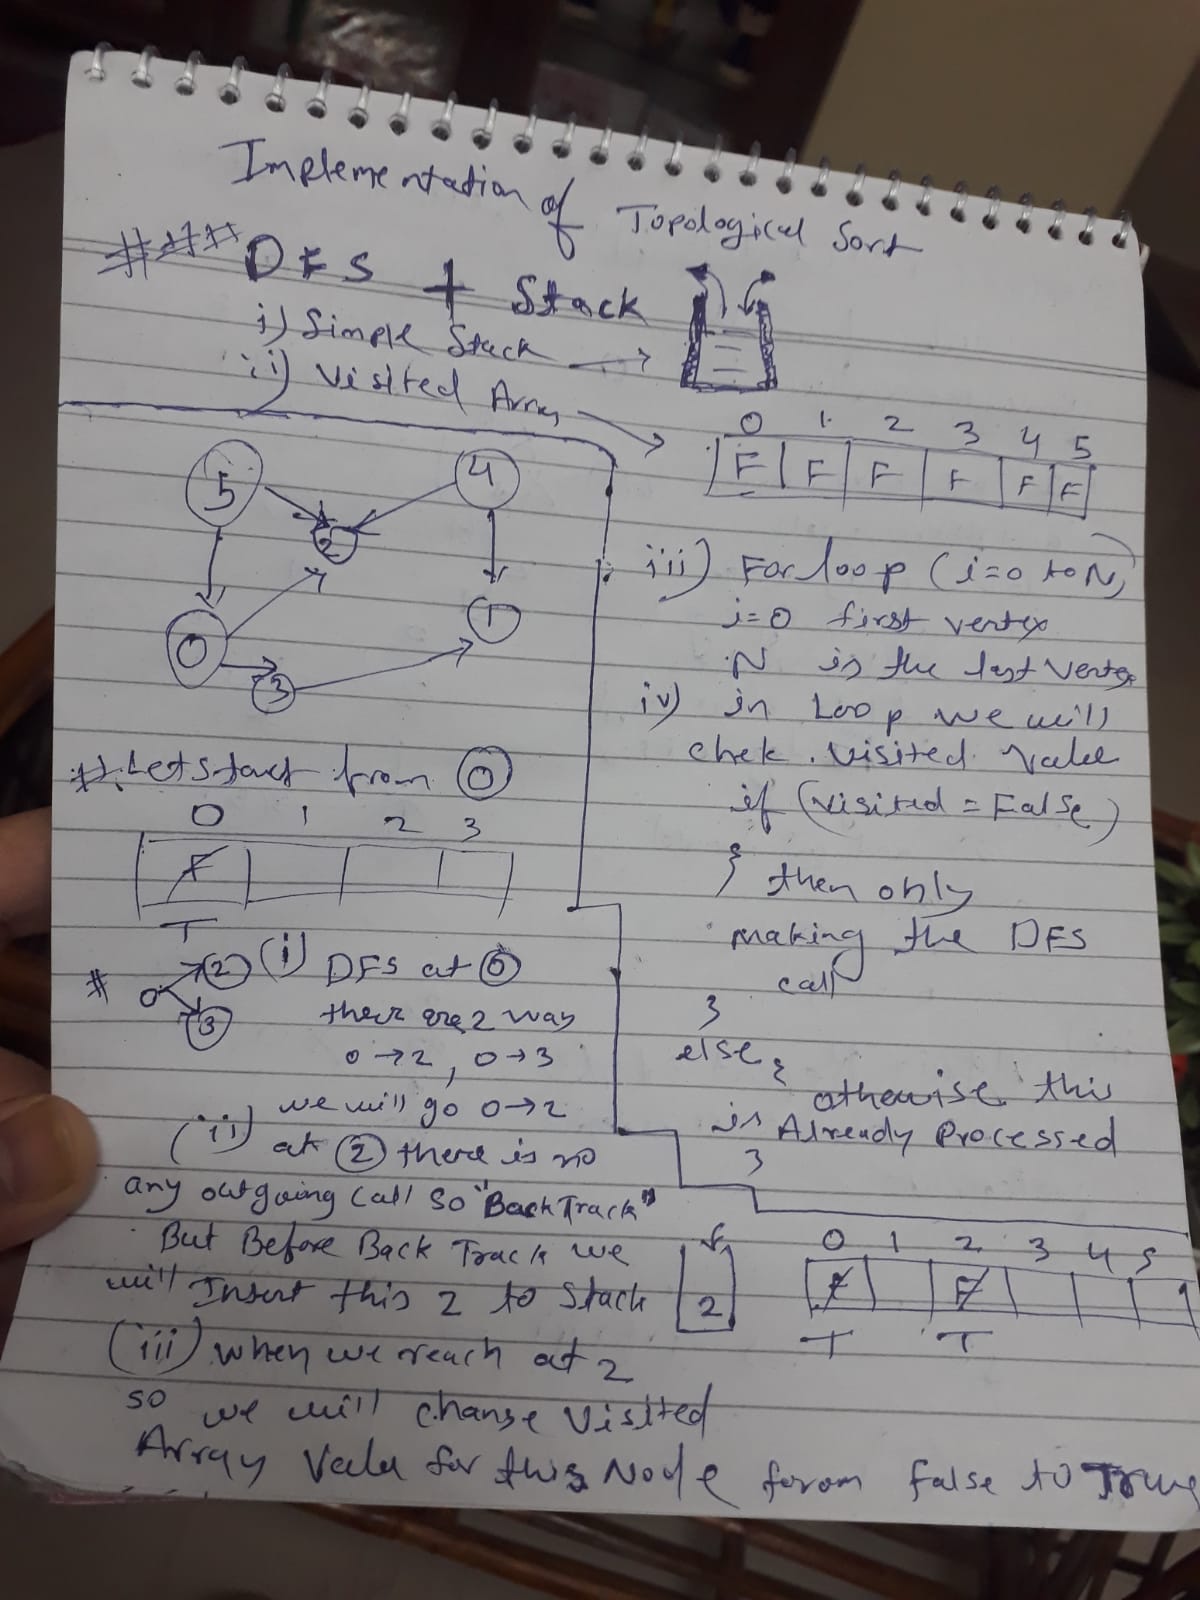 Implementation of Topological Sort
#### DFS + Stack
i) Simple Stack
ii) Visited Array
0 1 2 3 4 5
F F F F F F
5 4
2
0 1
3
iii) For loop (i=0 to N)
i=0 first vertex
N is the last Vertex
iv) in Loop we will
chek . visited value
if (visited = False)
{ then only
making the DFS
call
}
else {
othewise this
is Already Processed
}
#. Let start from 0
0 1 2 3
F
T
# 0 2 3
(i) DFS at 0
there are 2 way
0→2, 0→3
we will go 0→2
(ii) at 2 there is no
any outgoing call so "BackTrack"
But Before Back Track we
will Insert this 2 to Stack
2
0 1 2 3 4 5
F F
T T
(iii) when we reach at 2
so we will change visited
Array Value for this Node forom false to True